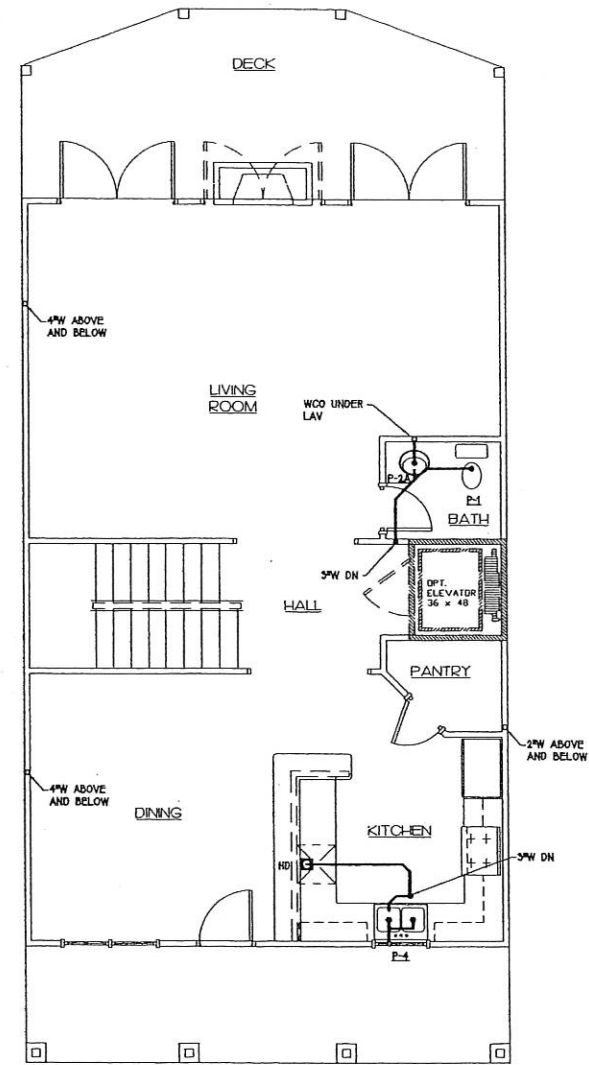 DECK
4"W ABOVE
AND BELOW
LIVING
ROOM
WCO UNDER
LAV
P-2A
P-1
BATH
3"W DN
OPT.
ELEVATOR
36 x 48
HALL
PANTRY
2"W ABOVE
AND BELOW
4"W ABOVE
AND BELOW
DINING
KITCHEN
HD
3"W DN
P-4